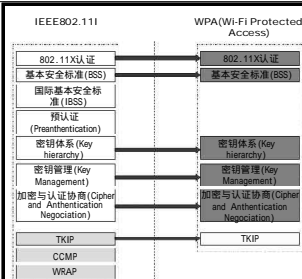 IEEE802.11I
WPA(Wi-Fi Protected
Access)
802.11X认证
802.11X认证
基本安全标准(BSS)
基本安全标准(BSS)
国际基本安全标
准(IBSS)
预认证
(Preanthentication)
密钥体系(Key
hierarchy)
密钥体系(Key
hierarchy)
密钥管理(Key
Management)
密钥管理(Key
Management)
加密与认证协商(Cipher
and Anthentication
Negociation)
加密与认证协商(Cipher
and Anthentication
Negociation)
TKIP
TKIP
CCMP
WRAP